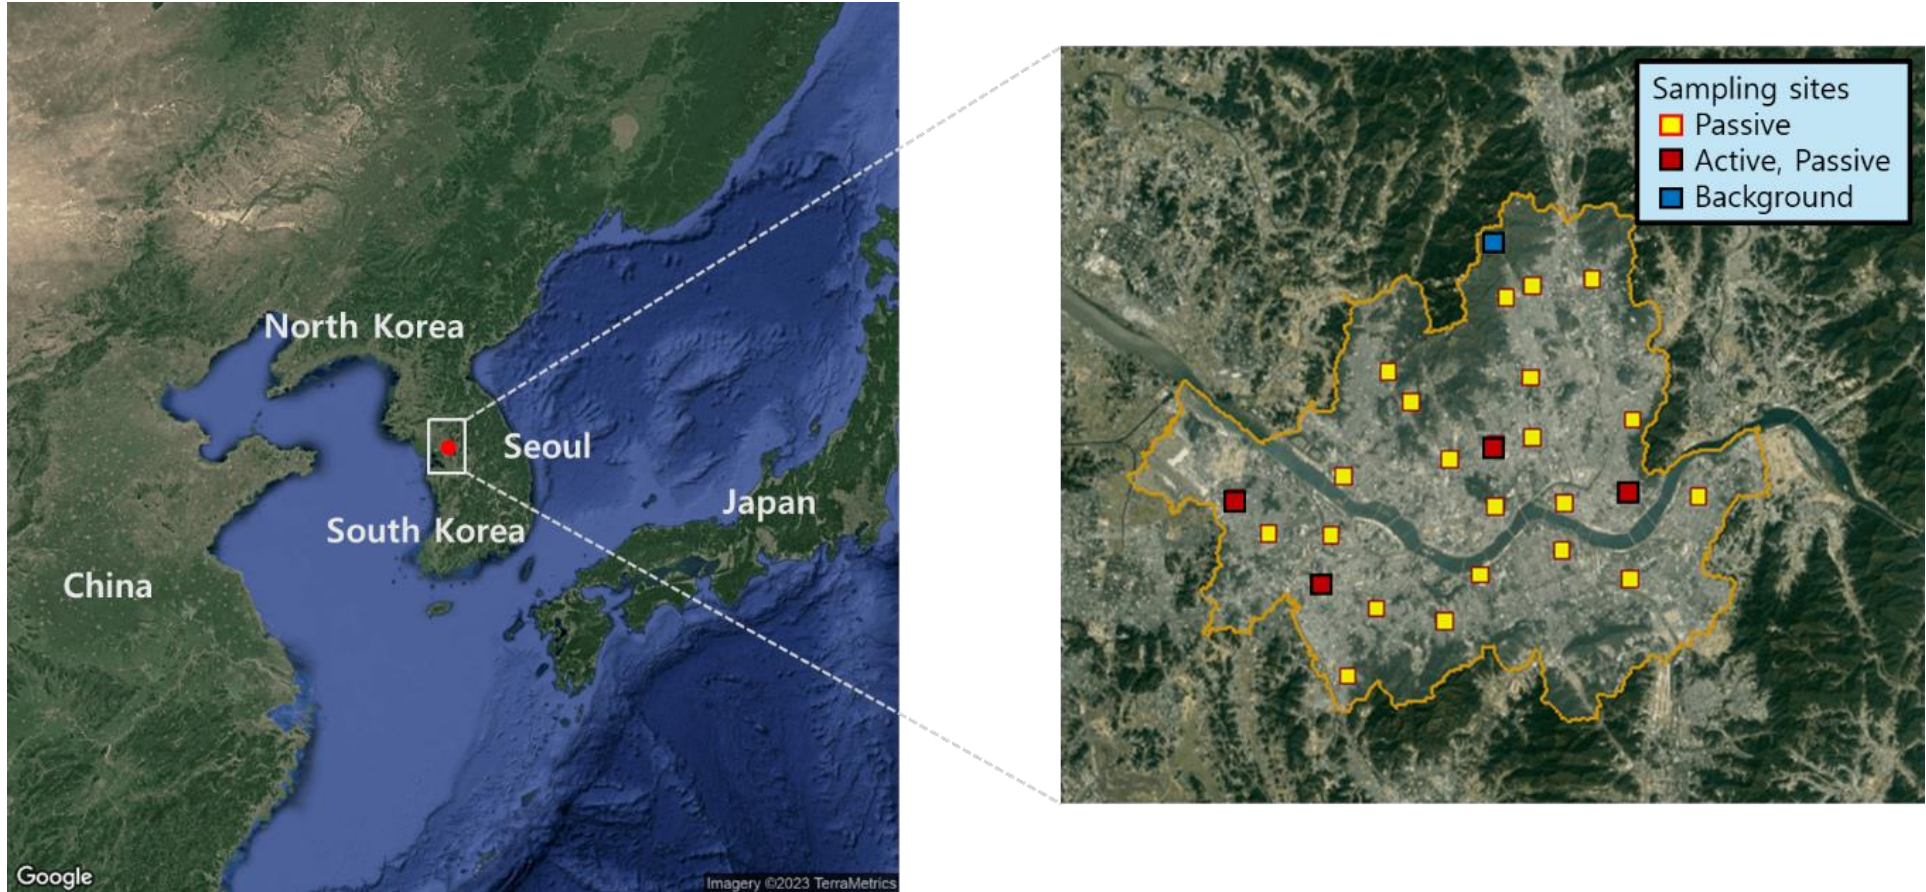 North Korea
Seoul
Japan
South Korea
China
Google
Imagery ©2023 TerraMetrics
Sampling sites
Passive
Active, Passive
Background